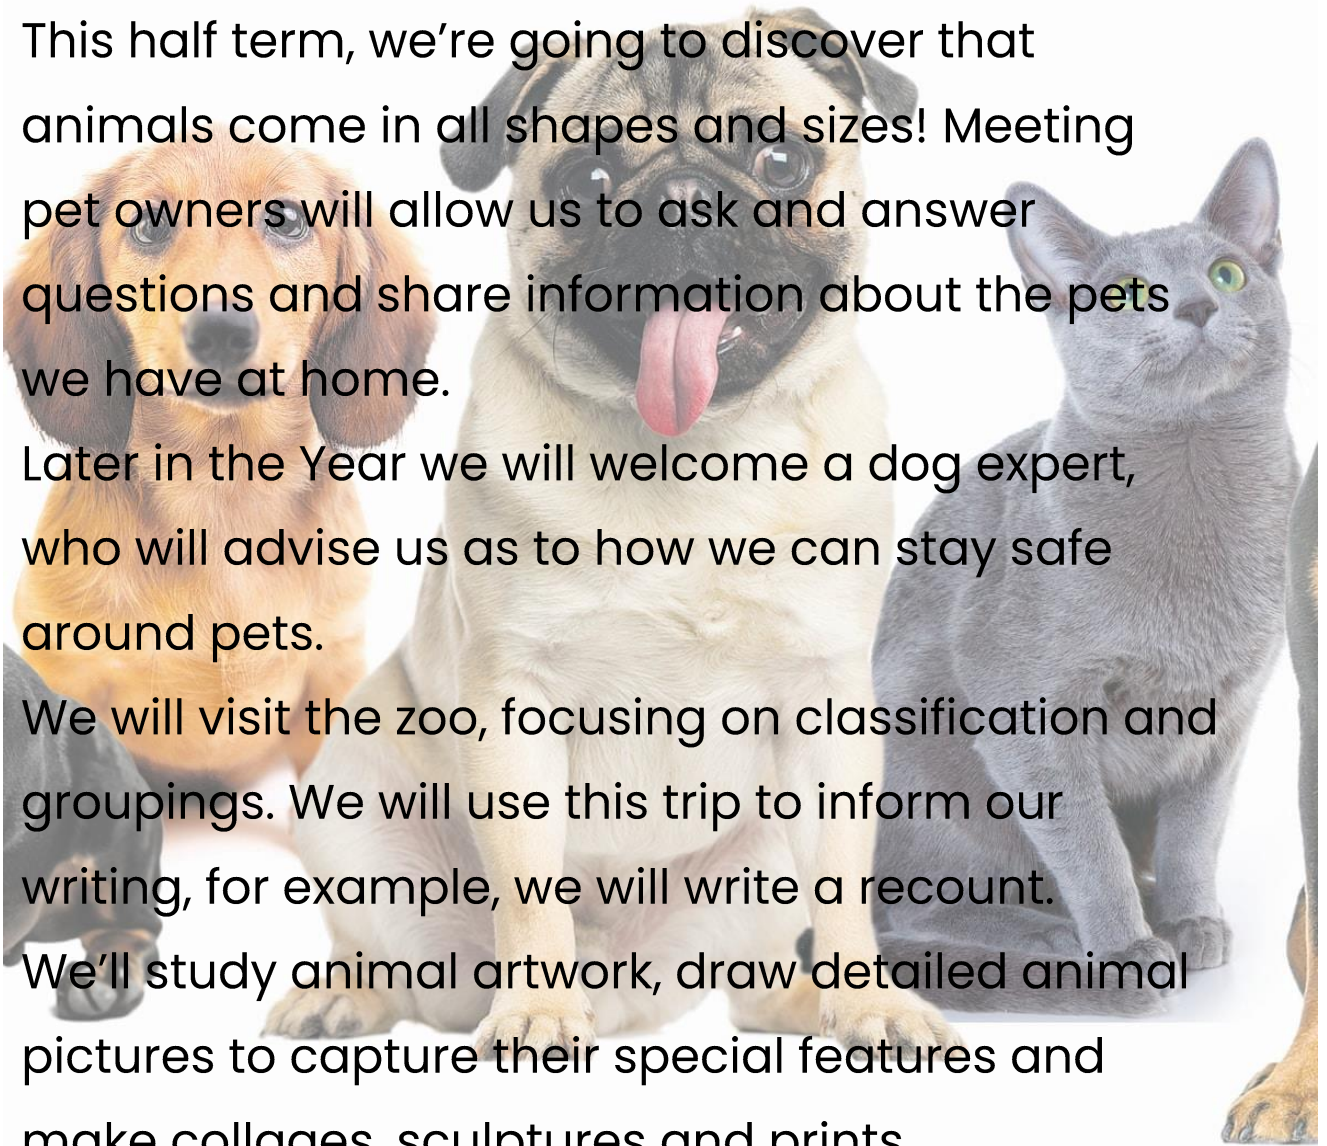 This half term, we’re going to discover that
animals come in all shapes and sizes! Meeting
pet owners will allow us to ask and answer
questions and share information about the pets
we have at home.
Later in the Year we will welcome a dog expert,
who will advise us as to how we can stay safe
around pets.
We will visit the zoo, focusing on classification and
groupings. We will use this trip to inform our
writing, for example, we will write a recount.
We’ll study animal artwork, draw detailed animal
pictures to capture their special features and
make collages, sculptures and prints